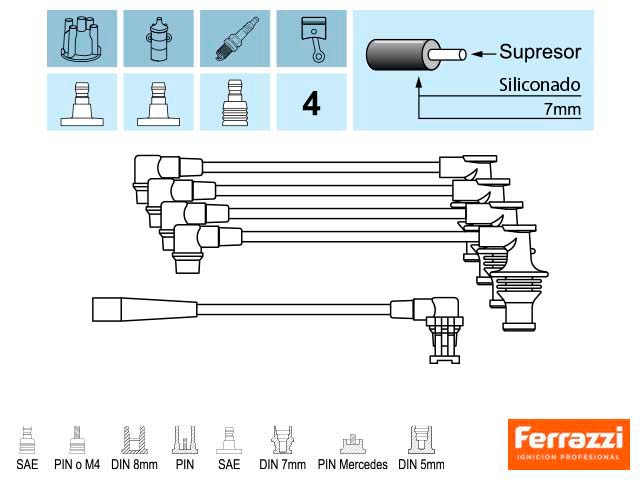 Supresor
Siliconado
7mm
4
SAE PIN o M4 DIN 8mm PIN SAE DIN 7mm PIN Mercedes DIN 5mm
Ferrazzi
IGNICION PROFESIONAL